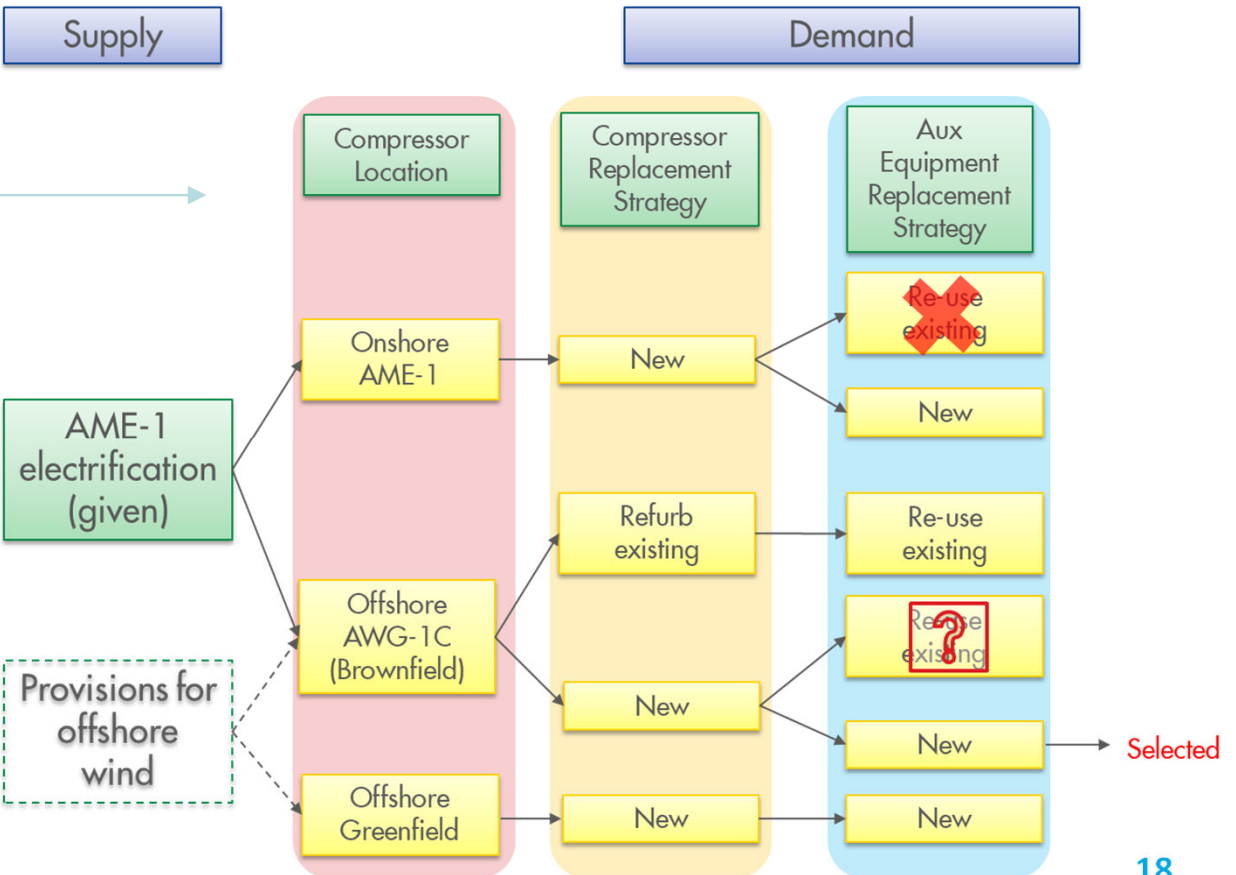 Supply
Demand
Compressor
Location
Compressor
Replacement
Strategy
Aux
Equipment
Replacement
Strategy
Re-use
existing
Onshore
AME-1
New
New
AME-1
electrification
(given)
Refurb
existing
Re-use
existing
Offshore
AWG-1C
(Brownfield)
Re-use
existing
?
New
New
Selected
Provisions for
offshore
wind
Offshore
Greenfield
New
New
18